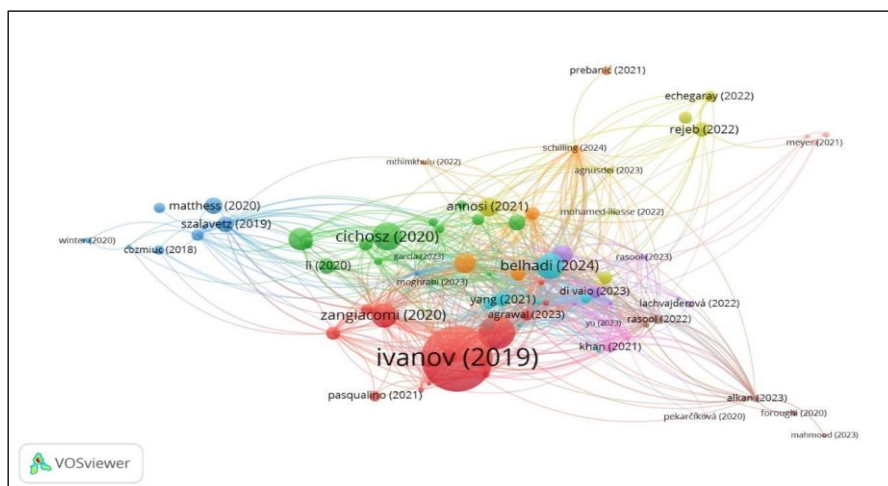 prebanić (2021)
echegaray (2022)
rejeb (2022)
meyer (2021)
schilling (2024)
mthimkhulu (2022)
agnusdei (2023)
matthess (2020)
annosi (2021)
mohamed-iliasse (2022)
szalavetz (2019)
winter (2020)
cichosz (2020)
cozmiuc (2018)
garcia (2023)
rasool (2023)
li (2020)
belhadi (2024)
moghrabi (2023)
di vaio (2023)
yang (2021)
lachvajderová (2022)
zangiacomi (2020)
agrawal (2023)
rasool (2022)
yu (2023)
khan (2021)
ivanov (2019)
pasqualino (2021)
alkan (2023)
pekarčíková (2020)
foroughi (2020)
mahmood (2023)
VOSviewer